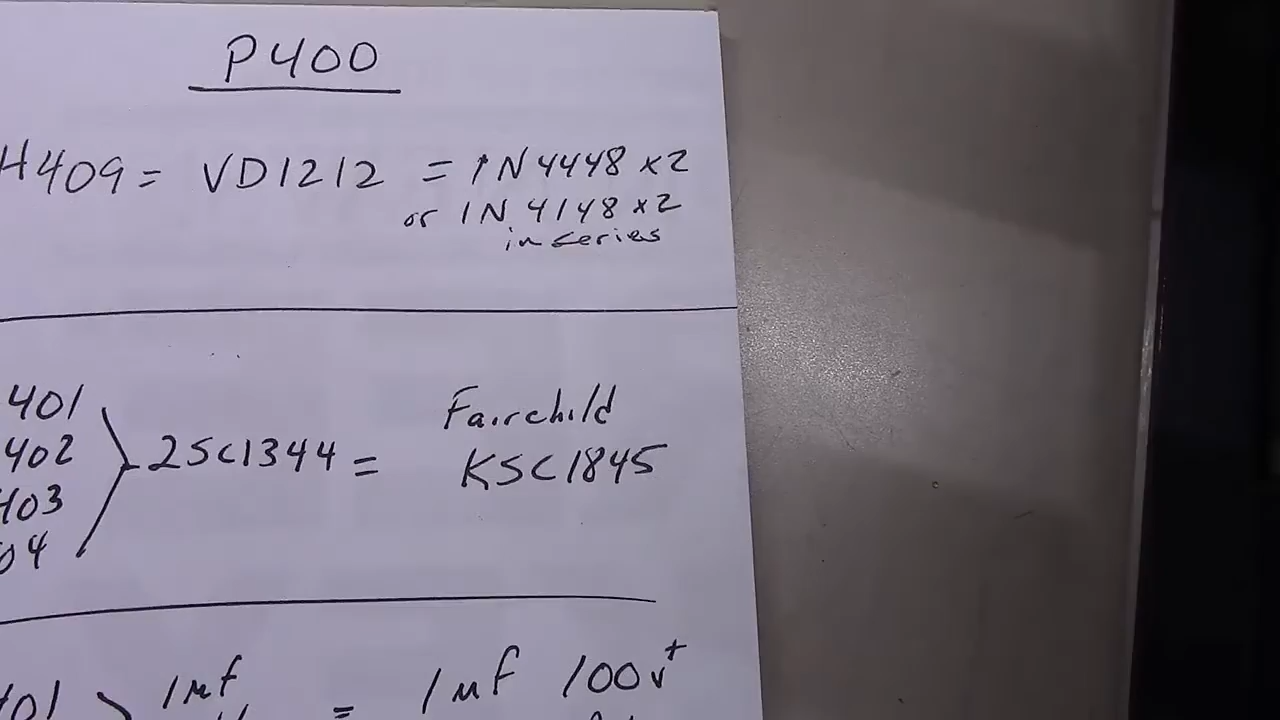 P400
H409 = VD1212 = 1N4448 x2
or 1N4148 x2
in series
401
402
403
04
2SC1344 =
Fairchild
KSC1845
401
1mf
= 1mf 100v+